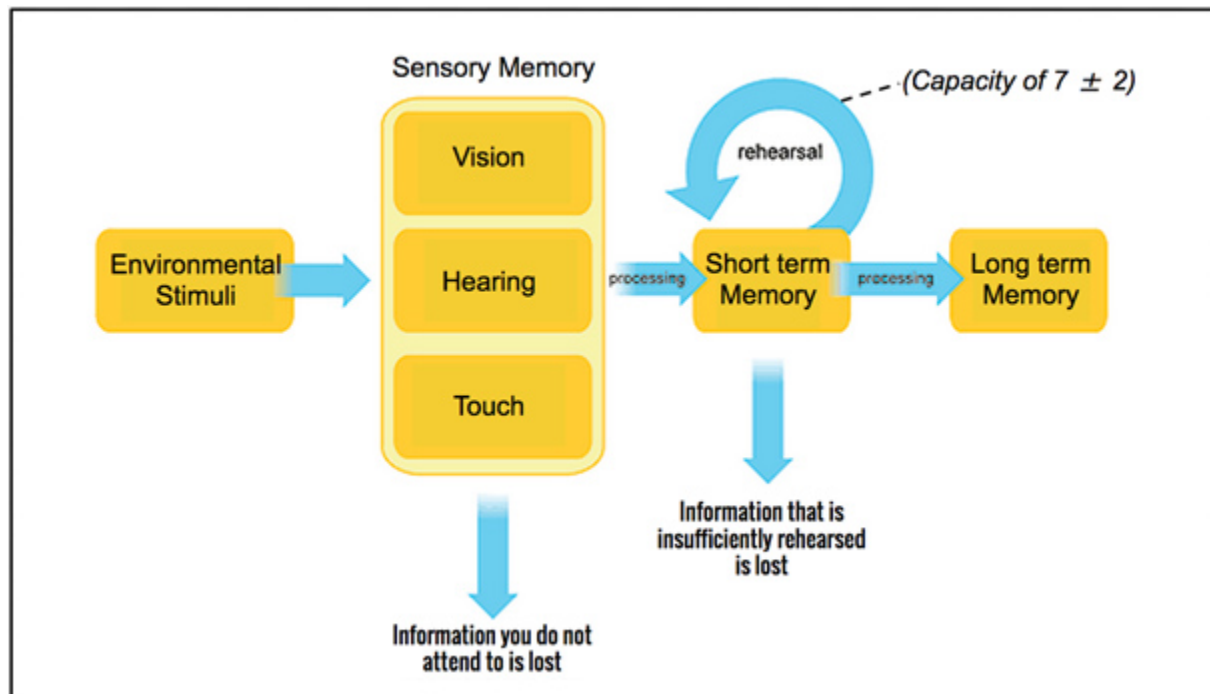 Sensory Memory
(Capacity of 7 ± 2)
Vision
rehearsal
Environmental
Stimuli
Hearing
processing
Short term
Memory
processing
Long term
Memory
Touch
Information that is
insufficiently rehearsed
is lost
Information you do not
attend to is lost